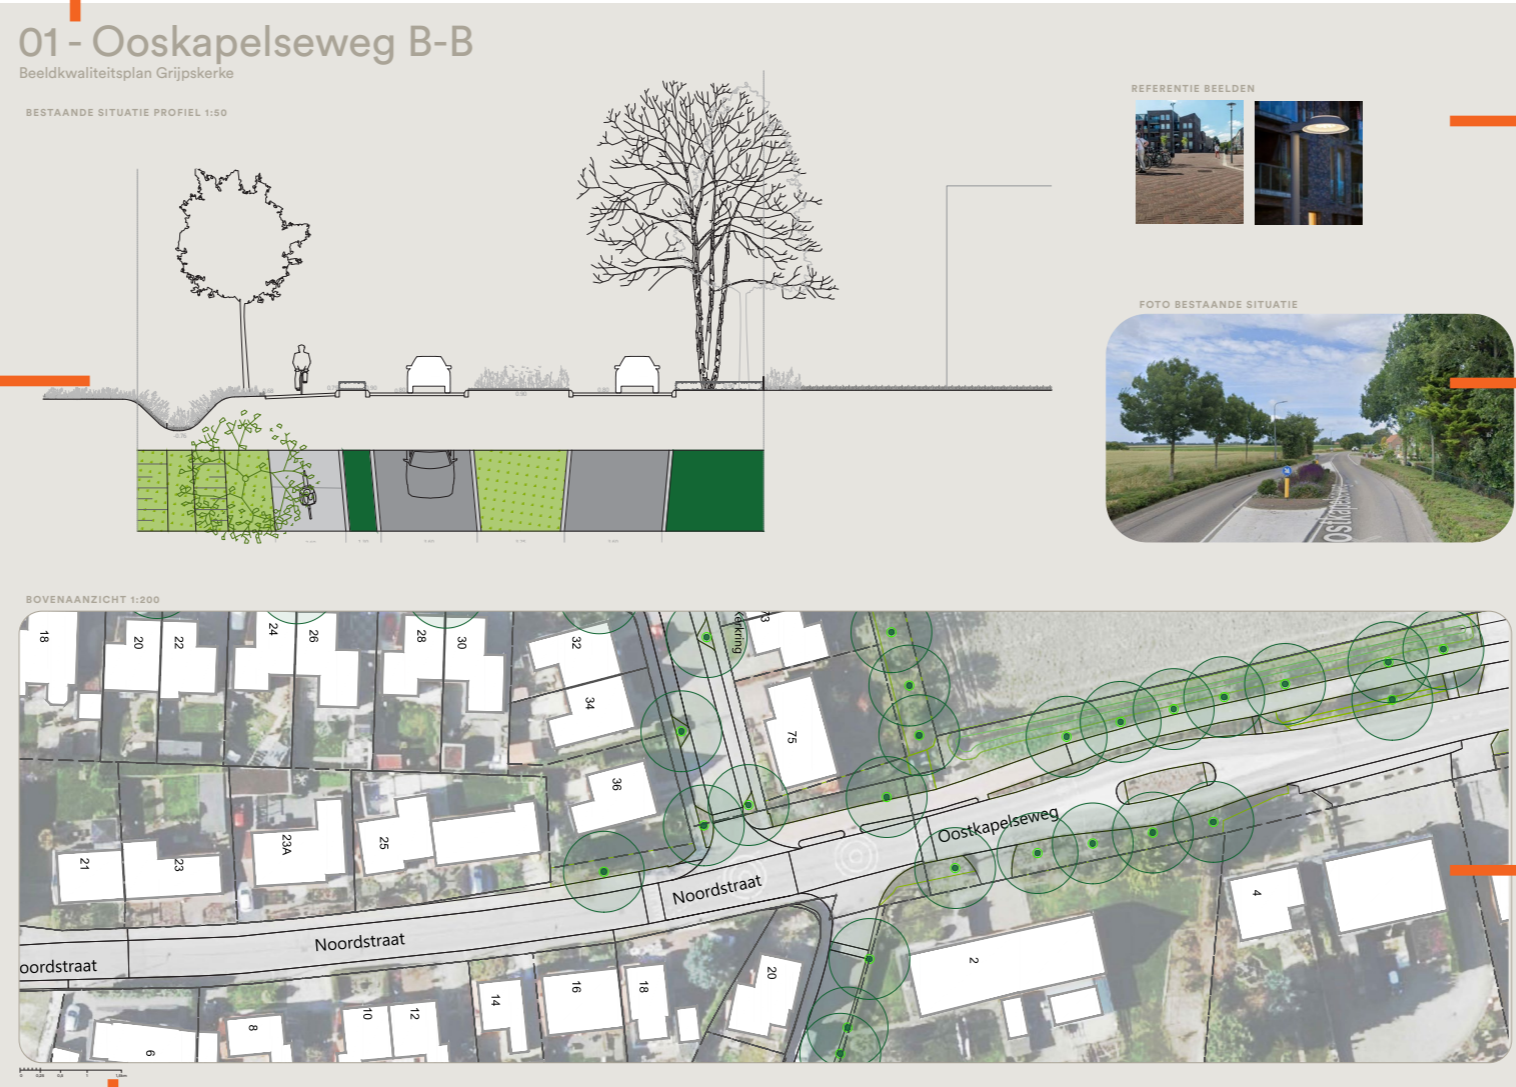 01 - Ooskapelseweg B-B
Beeldkwaliteitsplan Grijpskerke
BESTAANDE SITUATIE PROFIEL 1:50
REFERENTIE BEELDEN
FOTO BESTAANDE SITUATIE
BOVENAANZICHT 1:200
18
20
22
24
26
28
30
32
34
36
75
21
23
23A
25
Noordstraat
Noordstraat
oordstraat
Oostkapelseweg
2
4
6
8
10
12
14
16
18
20